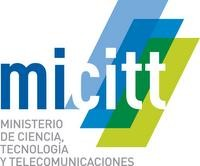 micitt
MINISTERIO
DE CIENCIA,
TECNOLOGÍA
Y TELECOMUNICACIONES